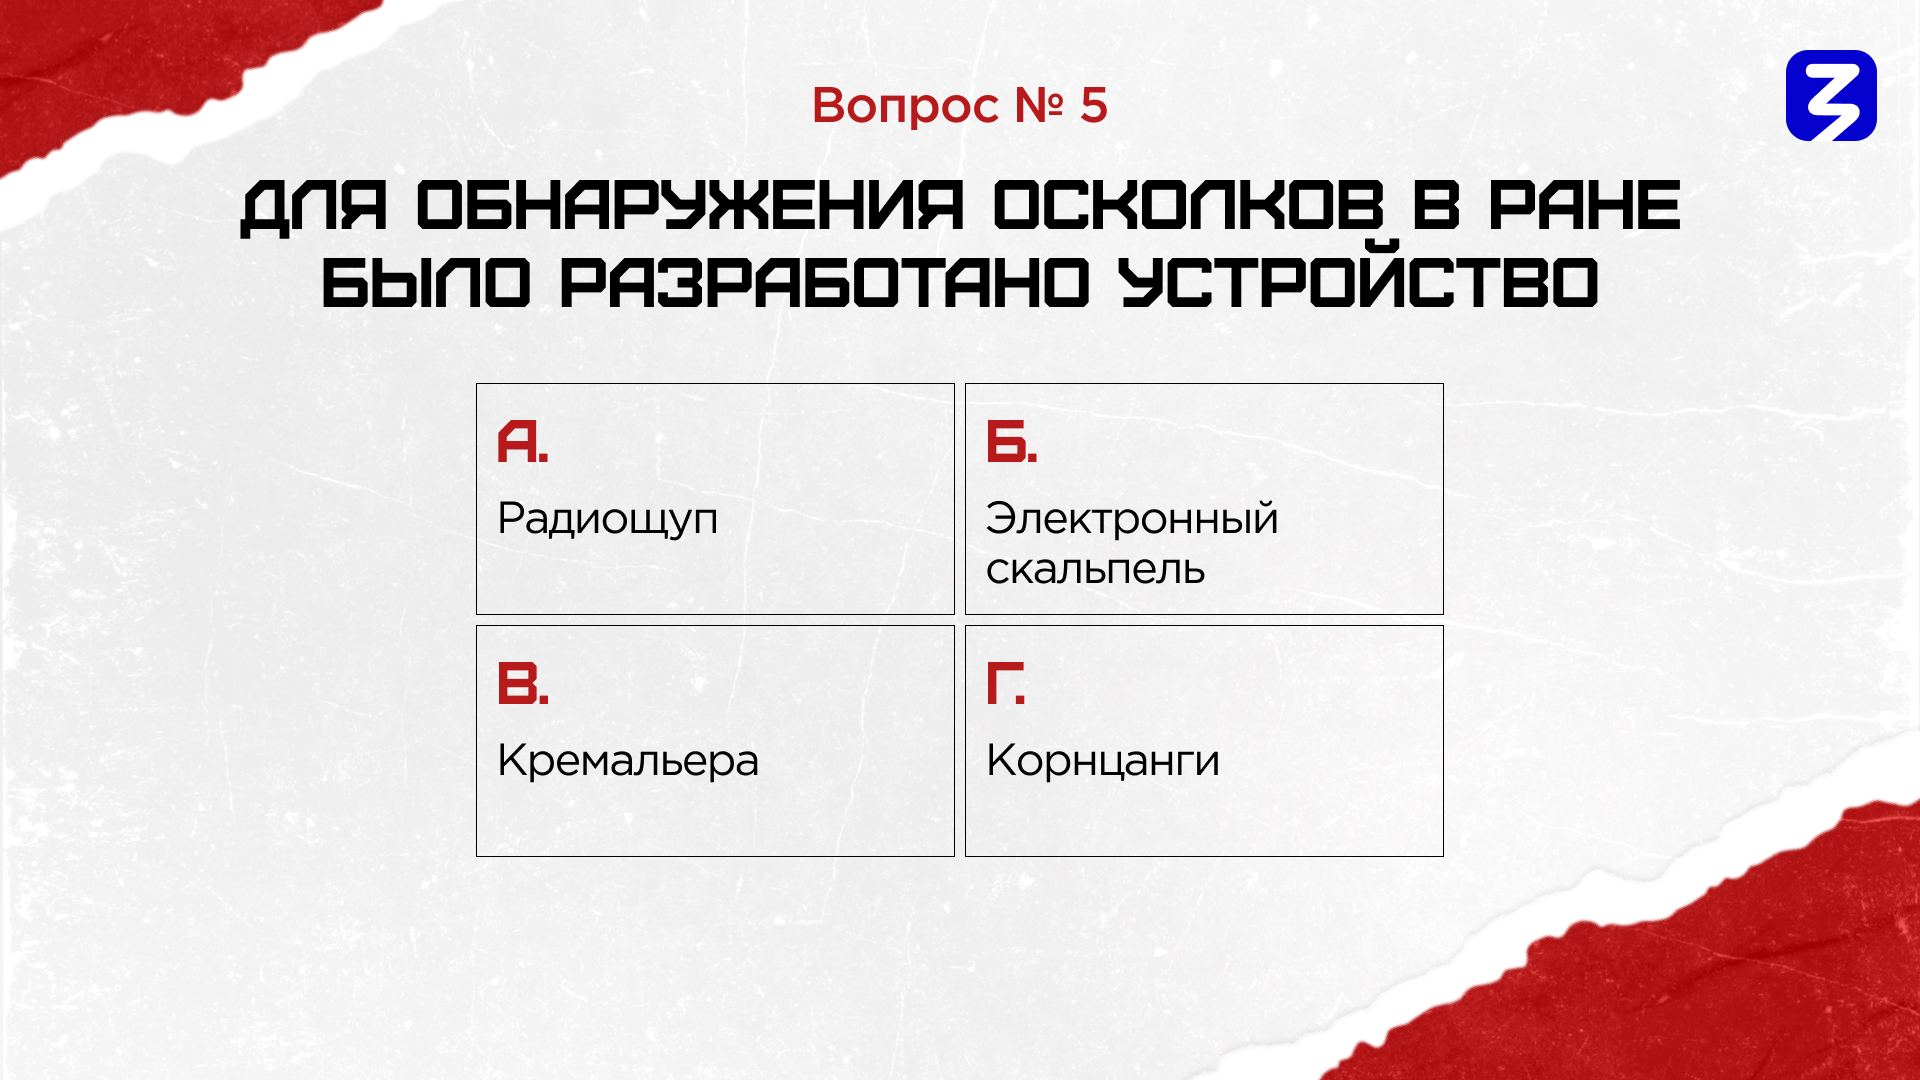 Вопрос № 5
ДЛЯ ОБНАРУЖЕНИЯ ОСКОЛКОВ В РАНЕ
БЫЛО РАЗРАБОТАНО УСТРОЙСТВО
А.
Радиощуп
Б.
Электронный
скальпель
В.
Кремальера
Г.
Корнцанги